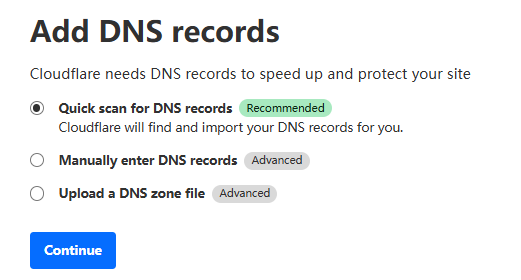 Add DNS records
Cloudflare needs DNS records to speed up and protect your site
Quick scan for DNS records Recommended
Cloudflare will find and import your DNS records for you.
Manually enter DNS records Advanced
Upload a DNS zone file Advanced
Continue